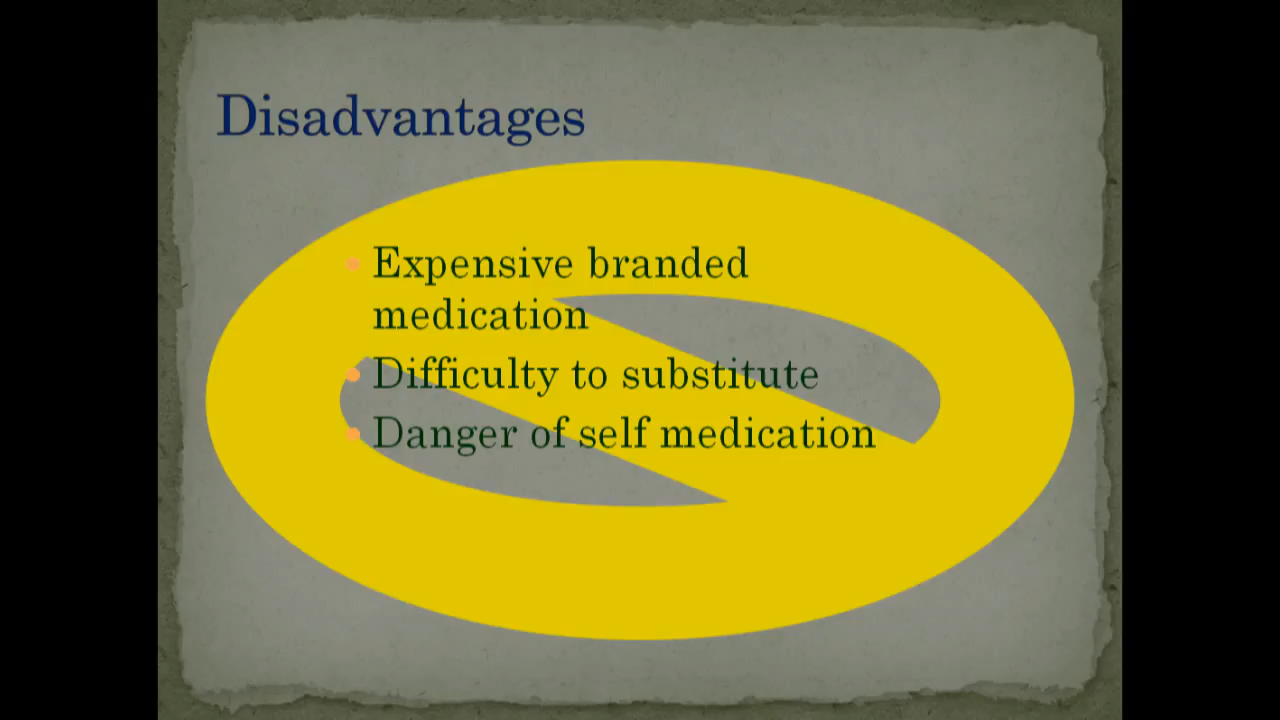 Disadvantages
Expensive branded
medication
Difficulty to substitute
Danger of self medication